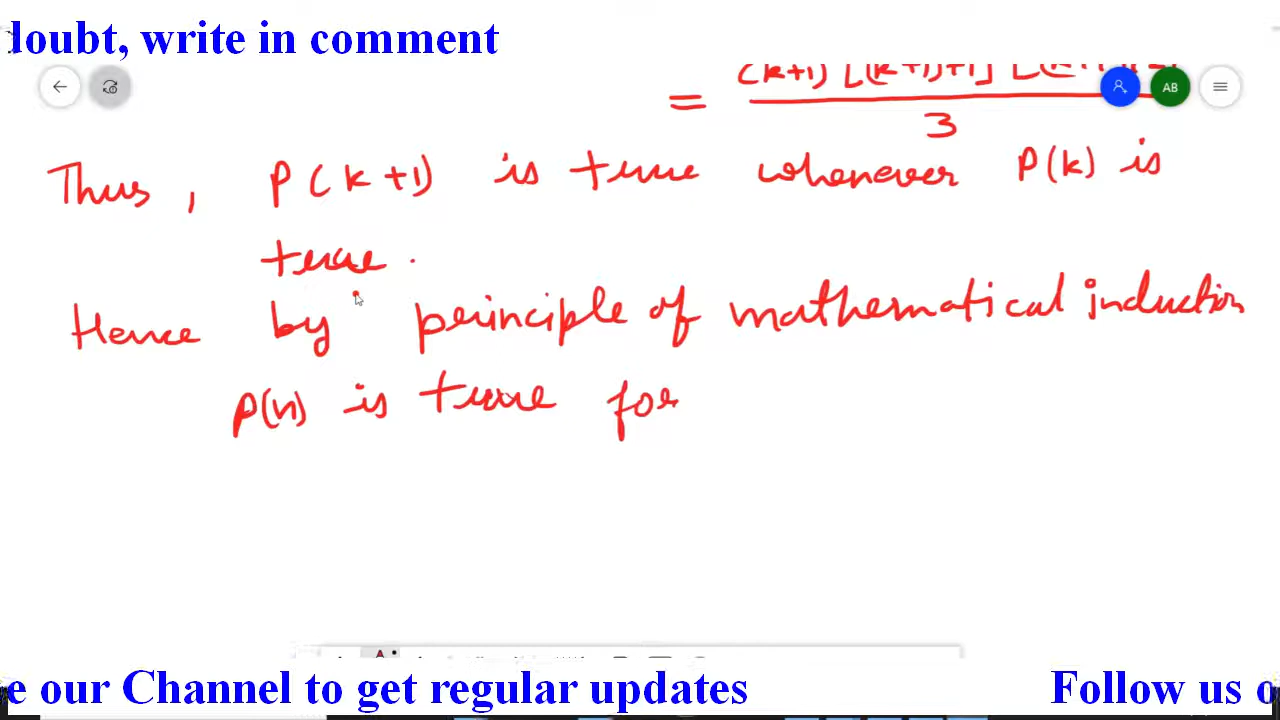 doubt, write in comment
(k+1) [(k+1)+1]
= 3
AB
Thus, P(k+1) is true whenever P(k) is
true.
Hence by principle of mathematical induction
P(n) is true for
e our Channel to get regular updates Follow us o